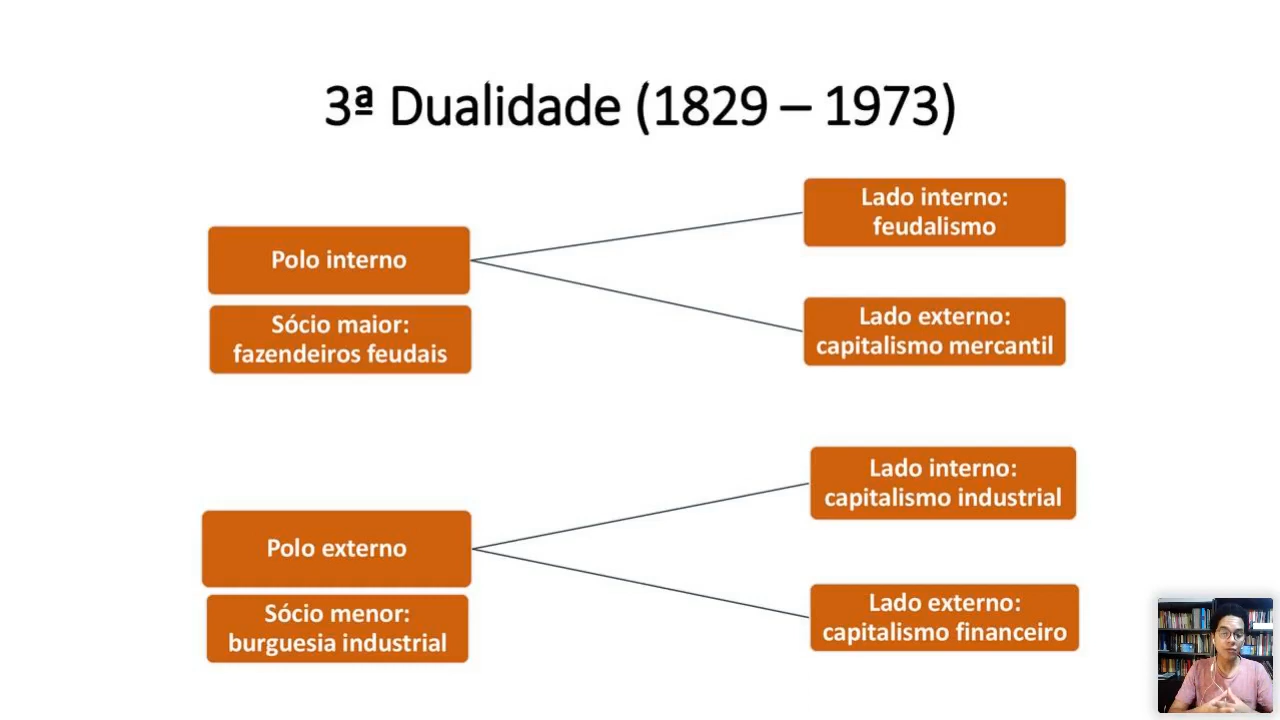 3ª Dualidade (1829 – 1973)
Polo interno
Sócio maior:
fazendeiros feudais
Lado interno:
feudalismo
Lado externo:
capitalismo mercantil
Polo externo
Sócio menor:
burguesia industrial
Lado interno:
capitalismo industrial
Lado externo:
capitalismo financeiro